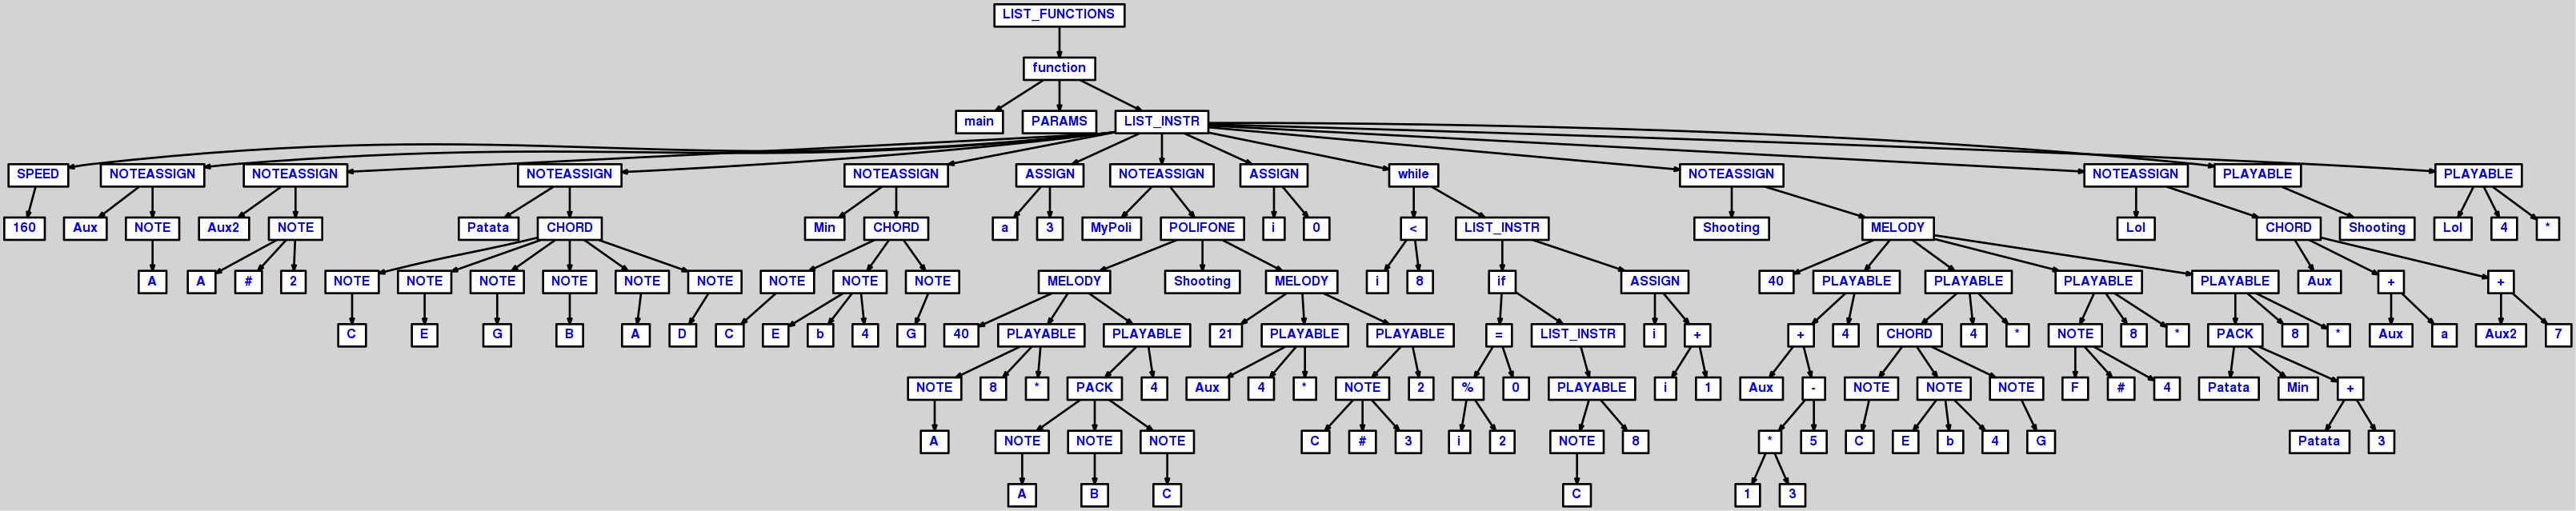 LIST_FUNCTIONS
function
main PARAMS LIST_INSTR
SPEED NOTEASSIGN NOTEASSIGN NOTEASSIGN NOTEASSIGN ASSIGN NOTEASSIGN ASSIGN while NOTEASSIGN NOTEASSIGN PLAYABLE PLAYABLE
160 Aux NOTE Aux2 NOTE Patata CHORD Min CHORD a 3 MyPoli POLIFONE i 0 < LIST_INSTR Shooting MELODY Lol CHORD Shooting Lol 4 *
A A # 2 NOTE NOTE NOTE NOTE NOTE NOTE NOTE NOTE NOTE MELODY Shooting MELODY i 8 if ASSIGN 40 PLAYABLE PLAYABLE PLAYABLE PLAYABLE Aux + +
C E G B A D C E b 4 G 40 PLAYABLE PLAYABLE 21 PLAYABLE PLAYABLE = LIST_INSTR i + + 4 CHORD 4 * NOTE 8 * PACK 8 * Aux a Aux2 7
NOTE 8 * PACK 4 Aux 4 * NOTE 2 % 0 PLAYABLE i 1 Aux - NOTE NOTE NOTE F # 4 Patata Min +
A NOTE NOTE NOTE C # 3 i 2 NOTE 8 * 5 C E b 4 G Patata 3
A B C C 1 3